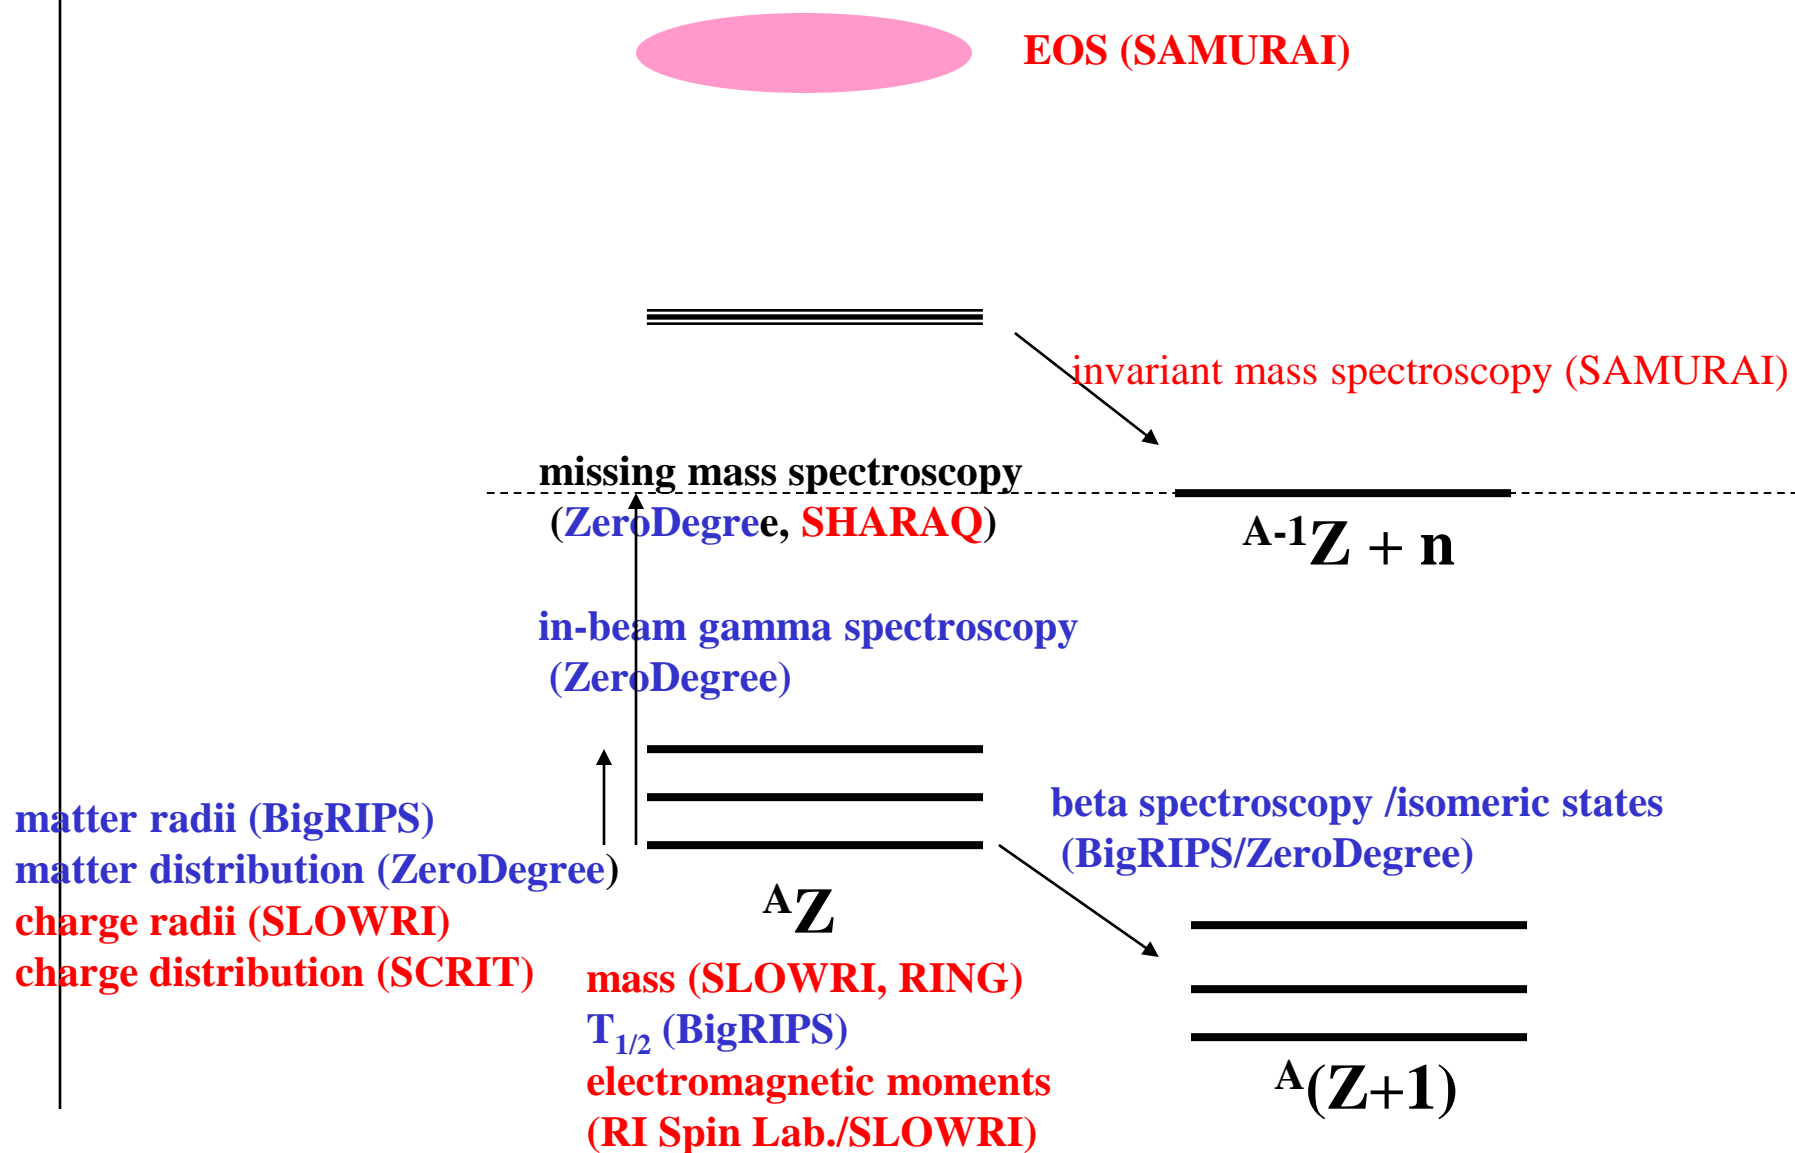 EOS (SAMURAI)
invariant mass spectroscopy (SAMURAI)
missing mass spectroscopy
(ZeroDegree, SHARAQ)
A-1Z + n
in-beam gamma spectroscopy
(ZeroDegree)
beta spectroscopy /isomeric states
(BigRIPS/ZeroDegree)
matter radii (BigRIPS)
matter distribution (ZeroDegree)
charge radii (SLOWRI)
charge distribution (SCRIT)
AZ
mass (SLOWRI, RING)
T1/2 (BigRIPS)
electromagnetic moments
(RI Spin Lab./SLOWRI)
A(Z+1)